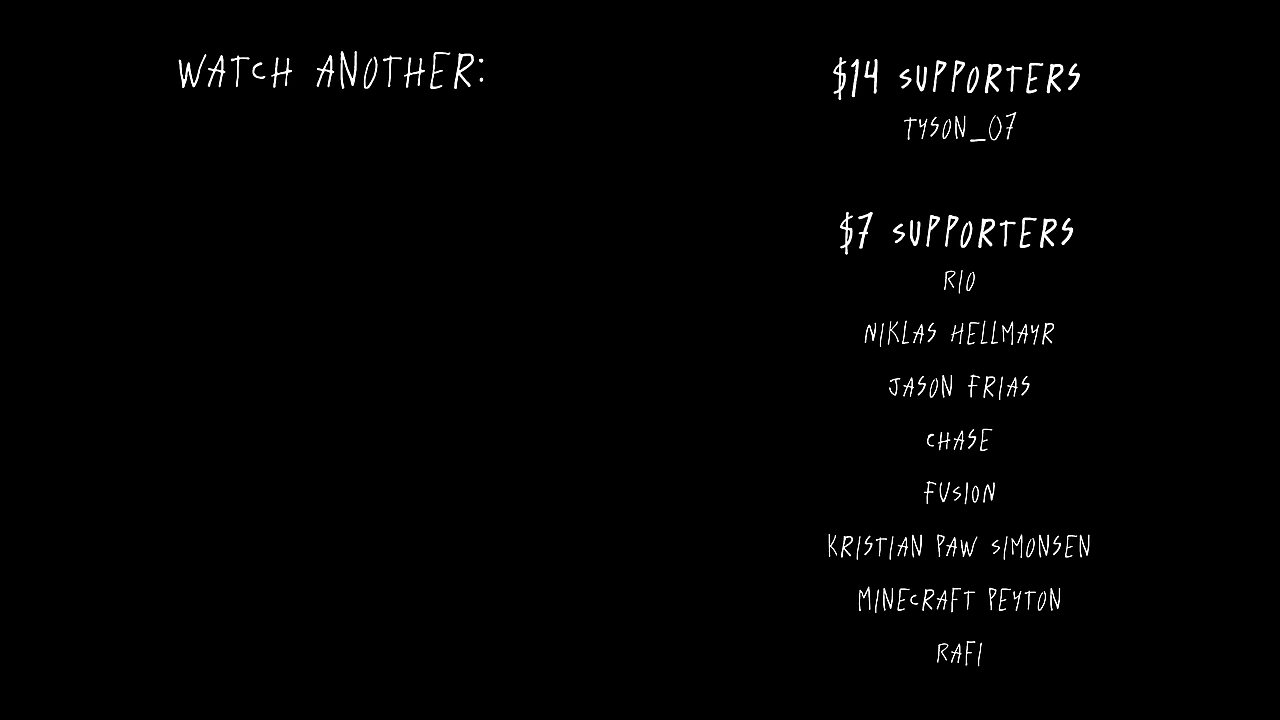 WATCH ANOTHER:
$14 SUPPORTERS
TYSON_07
$7 SUPPORTERS
RIO
NIKLAS HELLMAYR
JASON FRIAS
CHASE
FUSION
KRISTIAN PAW SIMONSEN
MINECRAFT PEYTON
RAFI